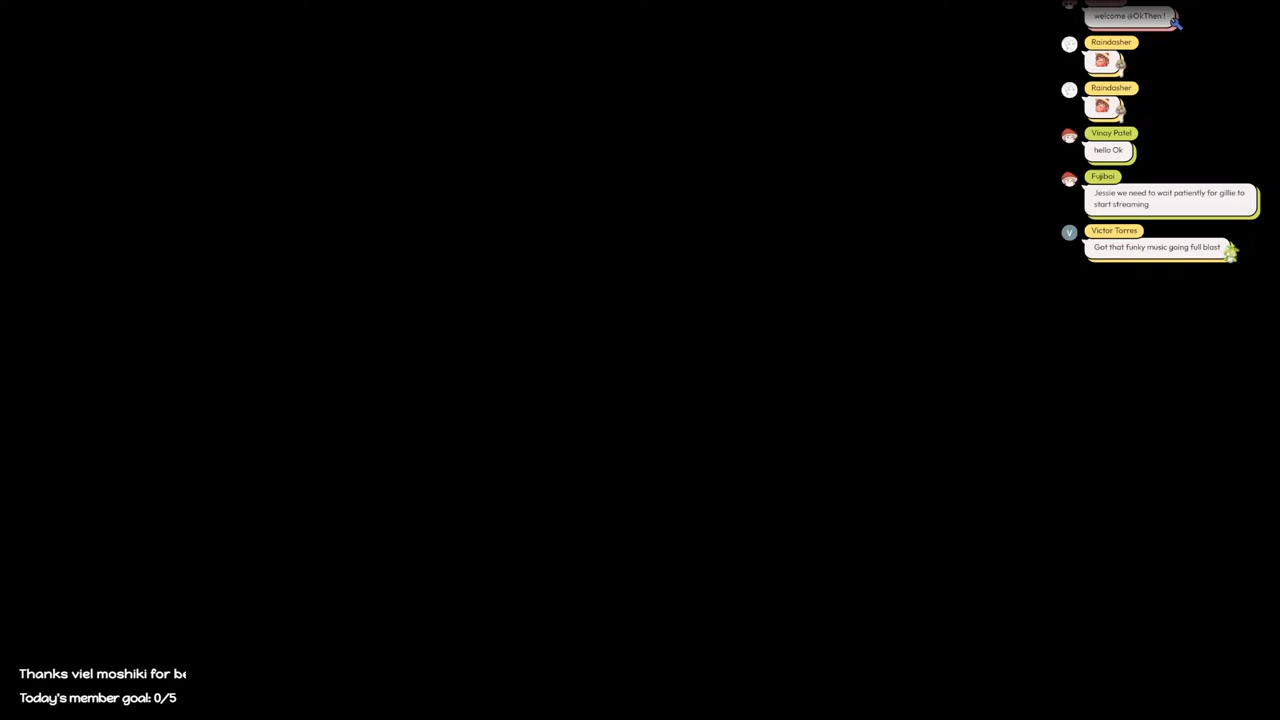 welcome @OkThen !
Raindasher
Raindasher
Vinay Patel
hello Ok
Fujiboi
Jessie we need to wait patiently for gillie to
start streaming
V
Victor Torres
Got that funky music going full blast
Thanks viel moshiki for be
Today's member goal: 0/5